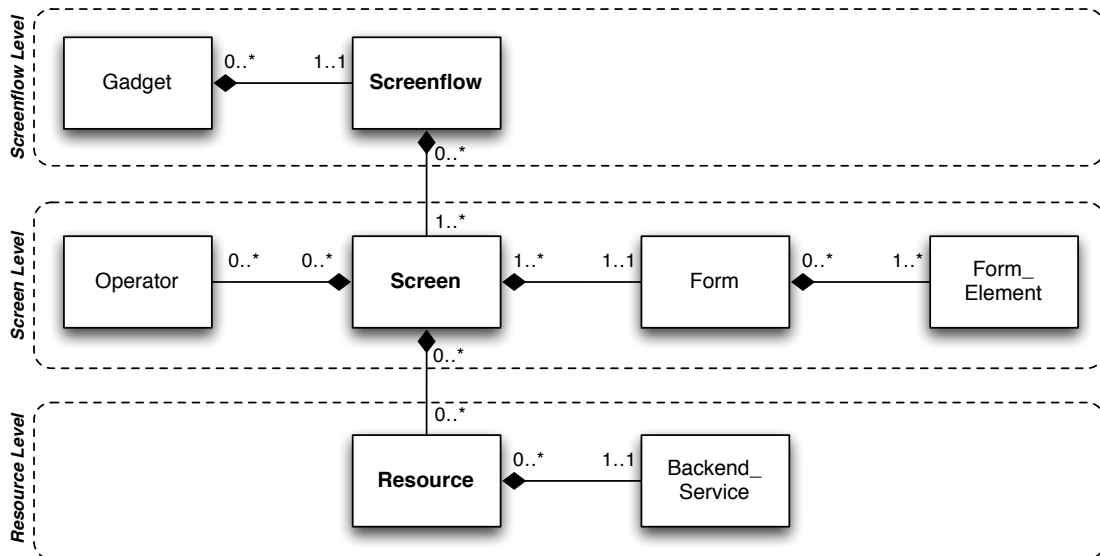 Screenflow Level
Gadget
0..*
1..1
Screenflow
0..*
1..*
Screen Level
Operator
0..*
0..*
Screen
1..*
1..1
Form
0..*
1..*
Form_
Element
0..*
0..*
Resource Level
Resource
0..*
1..1
Backend_
Service